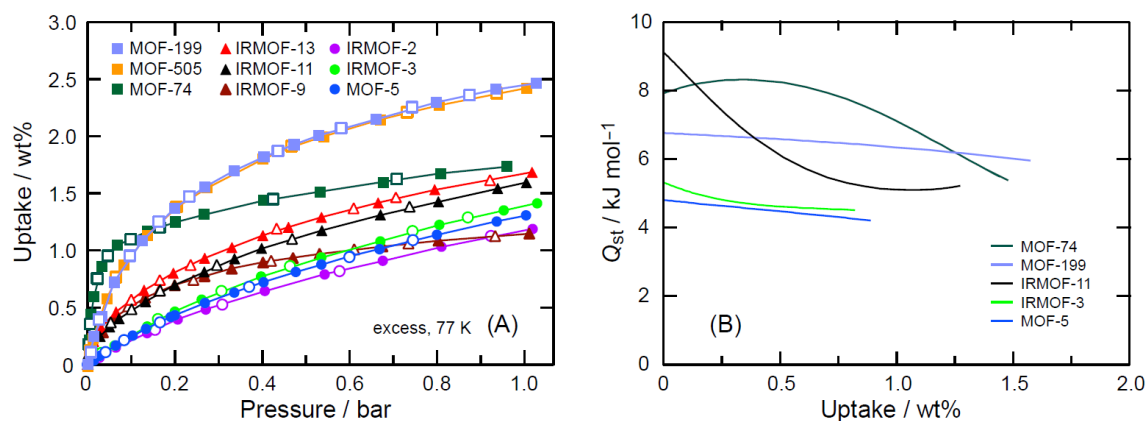 3.0
2.5
2.0
1.5
1.0
0.5
0
Uptake / wt%
MOF-199 IRMOF-13 IRMOF-2
MOF-505 IRMOF-11 IRMOF-3
MOF-74 IRMOF-9 MOF-5
excess, 77 K (A)
0 0.2 0.4 0.6 0.8 1.0
Pressure / bar
10
8
6
4
2
0
Qst / kJ mol−1
(B)
MOF-74
MOF-199
IRMOF-11
IRMOF-3
MOF-5
0 0.5 1.0 1.5 2.0
Uptake / wt%